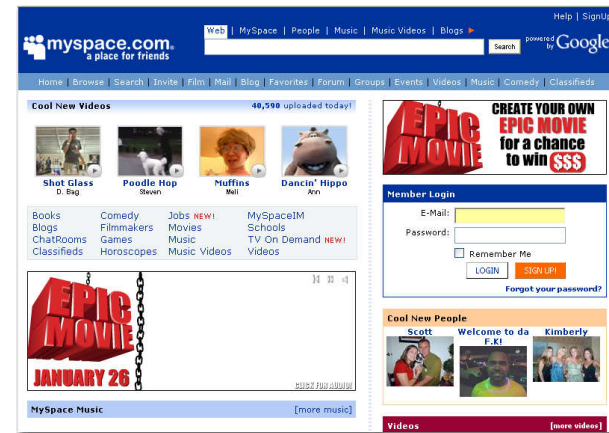 Help | SignUp
Web | MySpace | People | Music | Music Videos | Blogs
myspace.com.
a place for friends
Search
powered by Google
Home | Browse | Search | Invite | Film | Mail | Blog | Favorites | Forum | Groups | Events | Videos | Music | Comedy | Classifieds
Cool New Videos
40,590 uploaded today!
Shot Glass
D. Bag
Poodle Hop
Steven
Muffins
Meli
Dancin' Hippo
Ann
Books
Comedy
Jobs NEW!
MySpaceIM
Blogs
Filmmakers
Movies
Schools
ChatRooms
Games
Music
TV On Demand NEW!
Classifieds
Horoscopes
Music Videos
Videos
EPIC
MOVIE
JANUARY 26
CLICK FOR AUDIO!
MySpace Music
[more music]
EPIC
MOVIE
CREATE YOUR OWN
EPIC MOVIE
for a chance
to win $$$
Member Login
E-Mail:
Password:
Remember Me
LOGIN
SIGN UP!
Forgot your password?
Cool New People
Scott
Welcome to da
F.K!
Kimberly
Videos
[more videos]